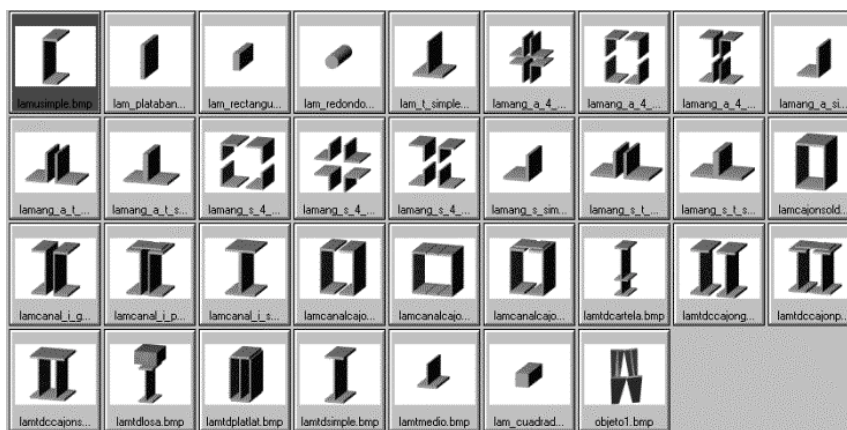 lamusimple.bmp
lam_plataban...
lam_rectangu...
lam_redondo...
lam_t_simple...
lamang_a_4_...
lamang_a_4_...
lamang_a_4_...
lamang_a_si...
lamang_a_t_...
lamang_a_t_s...
lamang_s_4_...
lamang_s_4_...
lamang_s_4_...
lamang_s_sim...
lamang_s_t_...
lamang_s_t_s...
lamcajonsold...
lamcanal_i_g...
lamcanal_i_p...
lamcanal_i_s...
lamcanalcajo...
lamcanalcajo...
lamcanalcajo...
lamtdcartela.bmp
lamtdccajong...
lamtdccajonp...
lamtdccajons...
lamtdlosa.bmp
lamtdplatlat.bmp
lamtdsimple.bmp
lamtmedio.bmp
lam_cuadrad...
objeto1.bmp